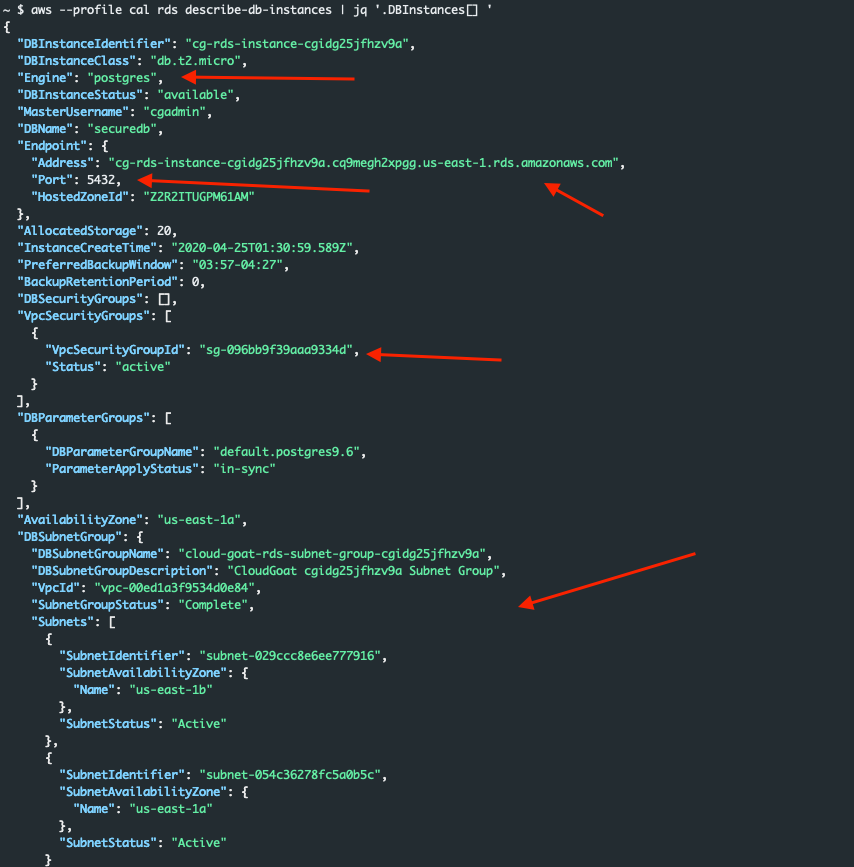 ~ $ aws --profile cal rds describe-db-instances | jq '.DBInstances[] '
{
  "DBInstanceIdentifier": "cg-rds-instance-cgidg25jfhzv9a",
  "DBInstanceClass": "db.t2.micro",
  "Engine": "postgres",
  "DBInstanceStatus": "available",
  "MasterUsername": "cgadmin",
  "DBName": "securedb",
  "Endpoint": {
    "Address": "cg-rds-instance-cgidg25jfhzv9a.cq9megh2xpgg.us-east-1.rds.amazonaws.com",
    "Port": 5432,
    "HostedZoneId": "Z2R2ITUGPM61AM"
  },
  "AllocatedStorage": 20,
  "InstanceCreateTime": "2020-04-25T01:30:59.589Z",
  "PreferredBackupWindow": "03:57-04:27",
  "BackupRetentionPeriod": 0,
  "DBSecurityGroups": [],
  "VpcSecurityGroups": [
    {
      "VpcSecurityGroupId": "sg-096bb9f39aaa9334d",
      "Status": "active"
    }
  ],
  "DBParameterGroups": [
    {
      "DBParameterGroupName": "default.postgres9.6",
      "ParameterApplyStatus": "in-sync"
    }
  ],
  "AvailabilityZone": "us-east-1a",
  "DBSubnetGroup": {
    "DBSubnetGroupName": "cloud-goat-rds-subnet-group-cgidg25jfhzv9a",
    "DBSubnetGroupDescription": "CloudGoat cgidg25jfhzv9a Subnet Group",
    "VpcId": "vpc-00ed1a3f9534d0e84",
    "SubnetGroupStatus": "Complete",
    "Subnets": [
      {
        "SubnetIdentifier": "subnet-029ccc8e6ee777916",
        "SubnetAvailabilityZone": {
          "Name": "us-east-1b"
        },
        "SubnetStatus": "Active"
      },
      {
        "SubnetIdentifier": "subnet-054c36278fc5a0b5c",
        "SubnetAvailabilityZone": {
          "Name": "us-east-1a"
        },
        "SubnetStatus": "Active"
      }